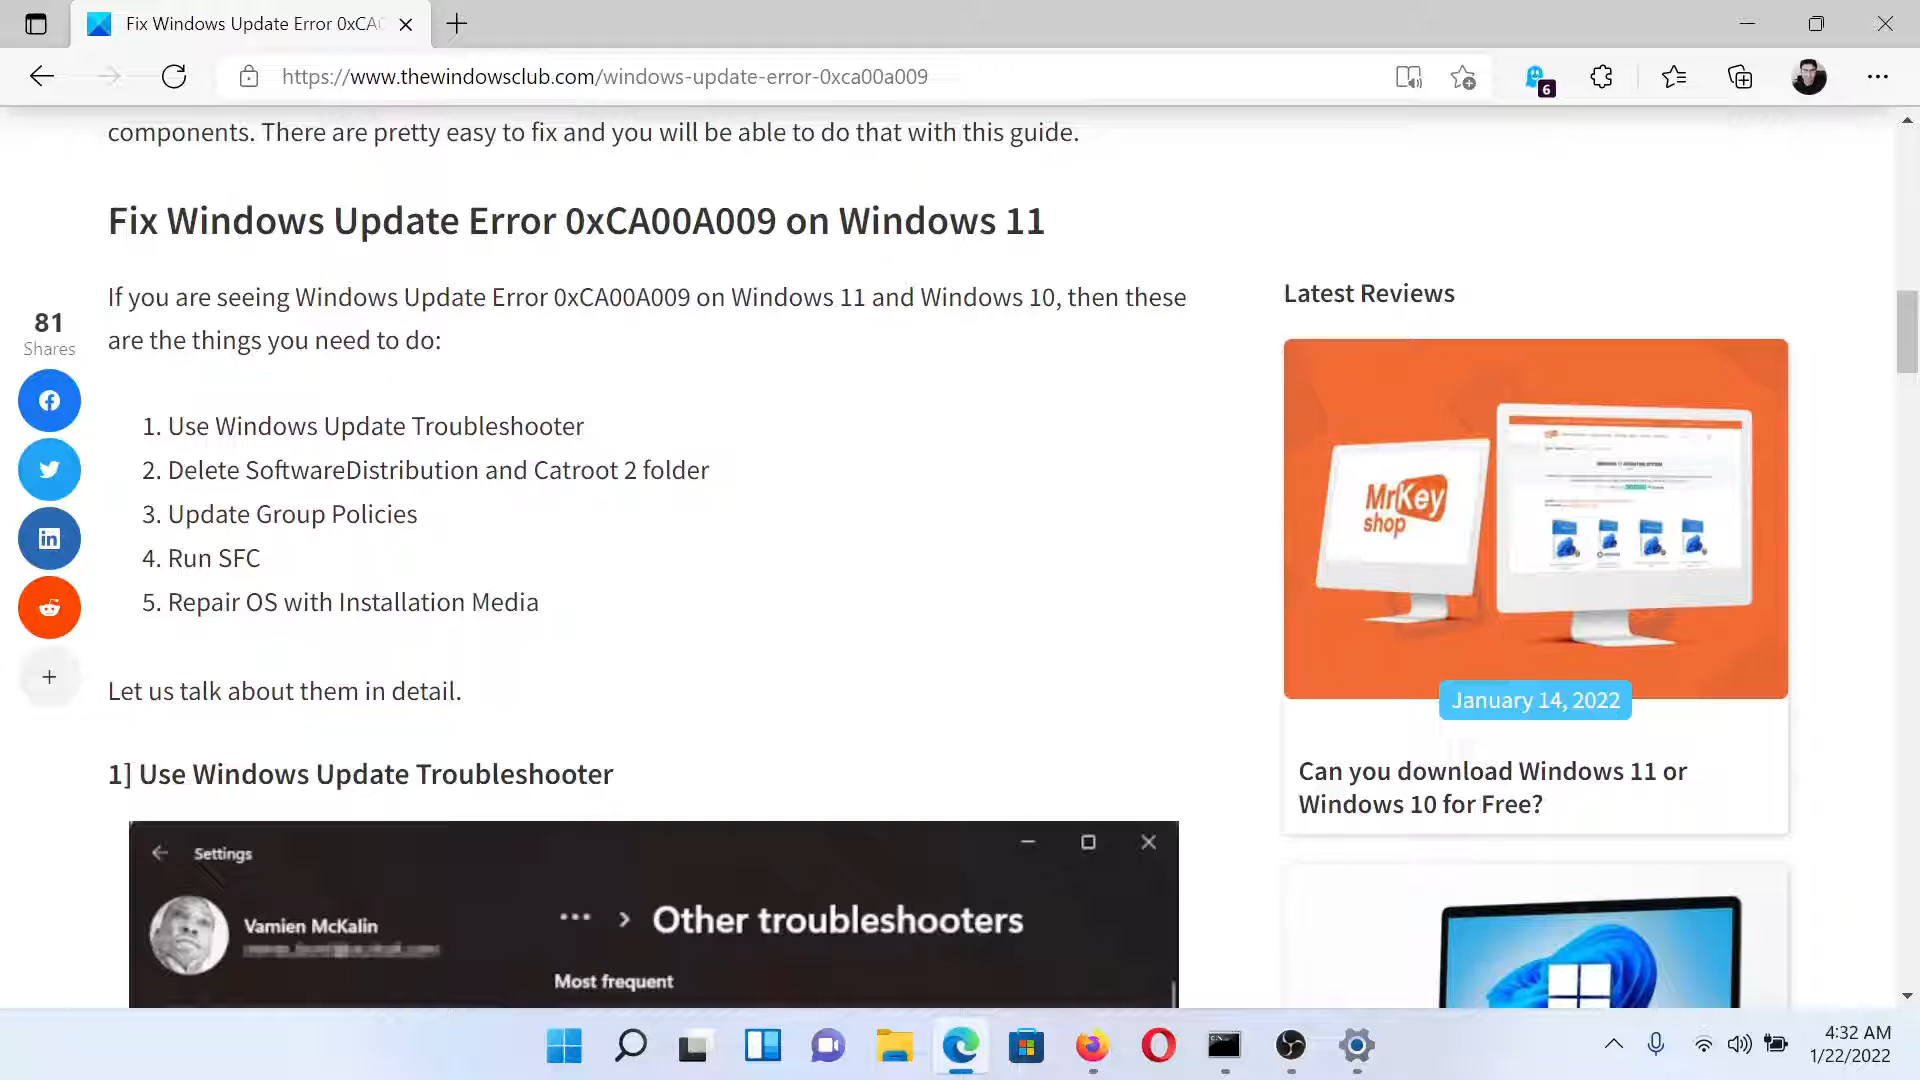 Fix Windows Update Error 0xCA
https://www.thewindowsclub.com/windows-update-error-0xca00a009
6
components. There are pretty easy to fix and you will be able to do that with this guide.
Fix Windows Update Error 0xCA00A009 on Windows 11
If you are seeing Windows Update Error 0xCA00A009 on Windows 11 and Windows 10, then these
are the things you need to do:
81
Shares
1. Use Windows Update Troubleshooter
2. Delete SoftwareDistribution and Catroot 2 folder
3. Update Group Policies
4. Run SFC
5. Repair OS with Installation Media
Let us talk about them in detail.
1] Use Windows Update Troubleshooter
Settings
Vamien McKalin
Other troubleshooters
Most frequent
Latest Reviews
MrKey
shop
January 14, 2022
Can you download Windows 11 or
Windows 10 for Free?
4:32 AM
1/22/2022